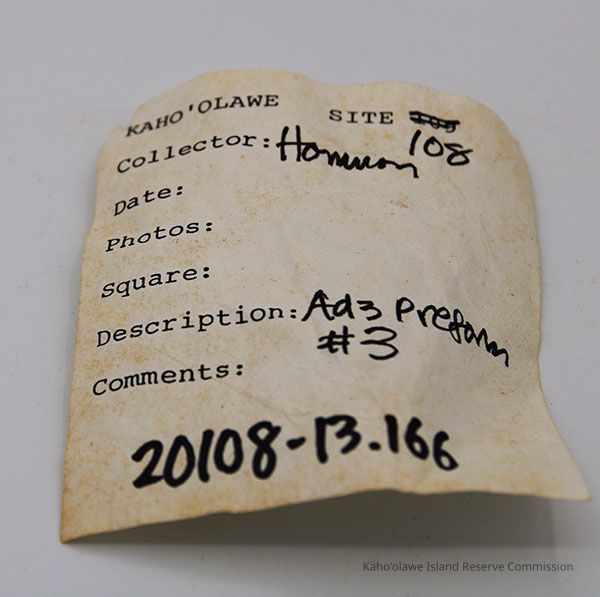 KAHO'OLAWE SITE 108
Collector: Hommon
Date:
Photos:
Square:
Description: Adz Preform
#3
Comments:
20108-13.166
Kaho'olawe Island Reserve Commission